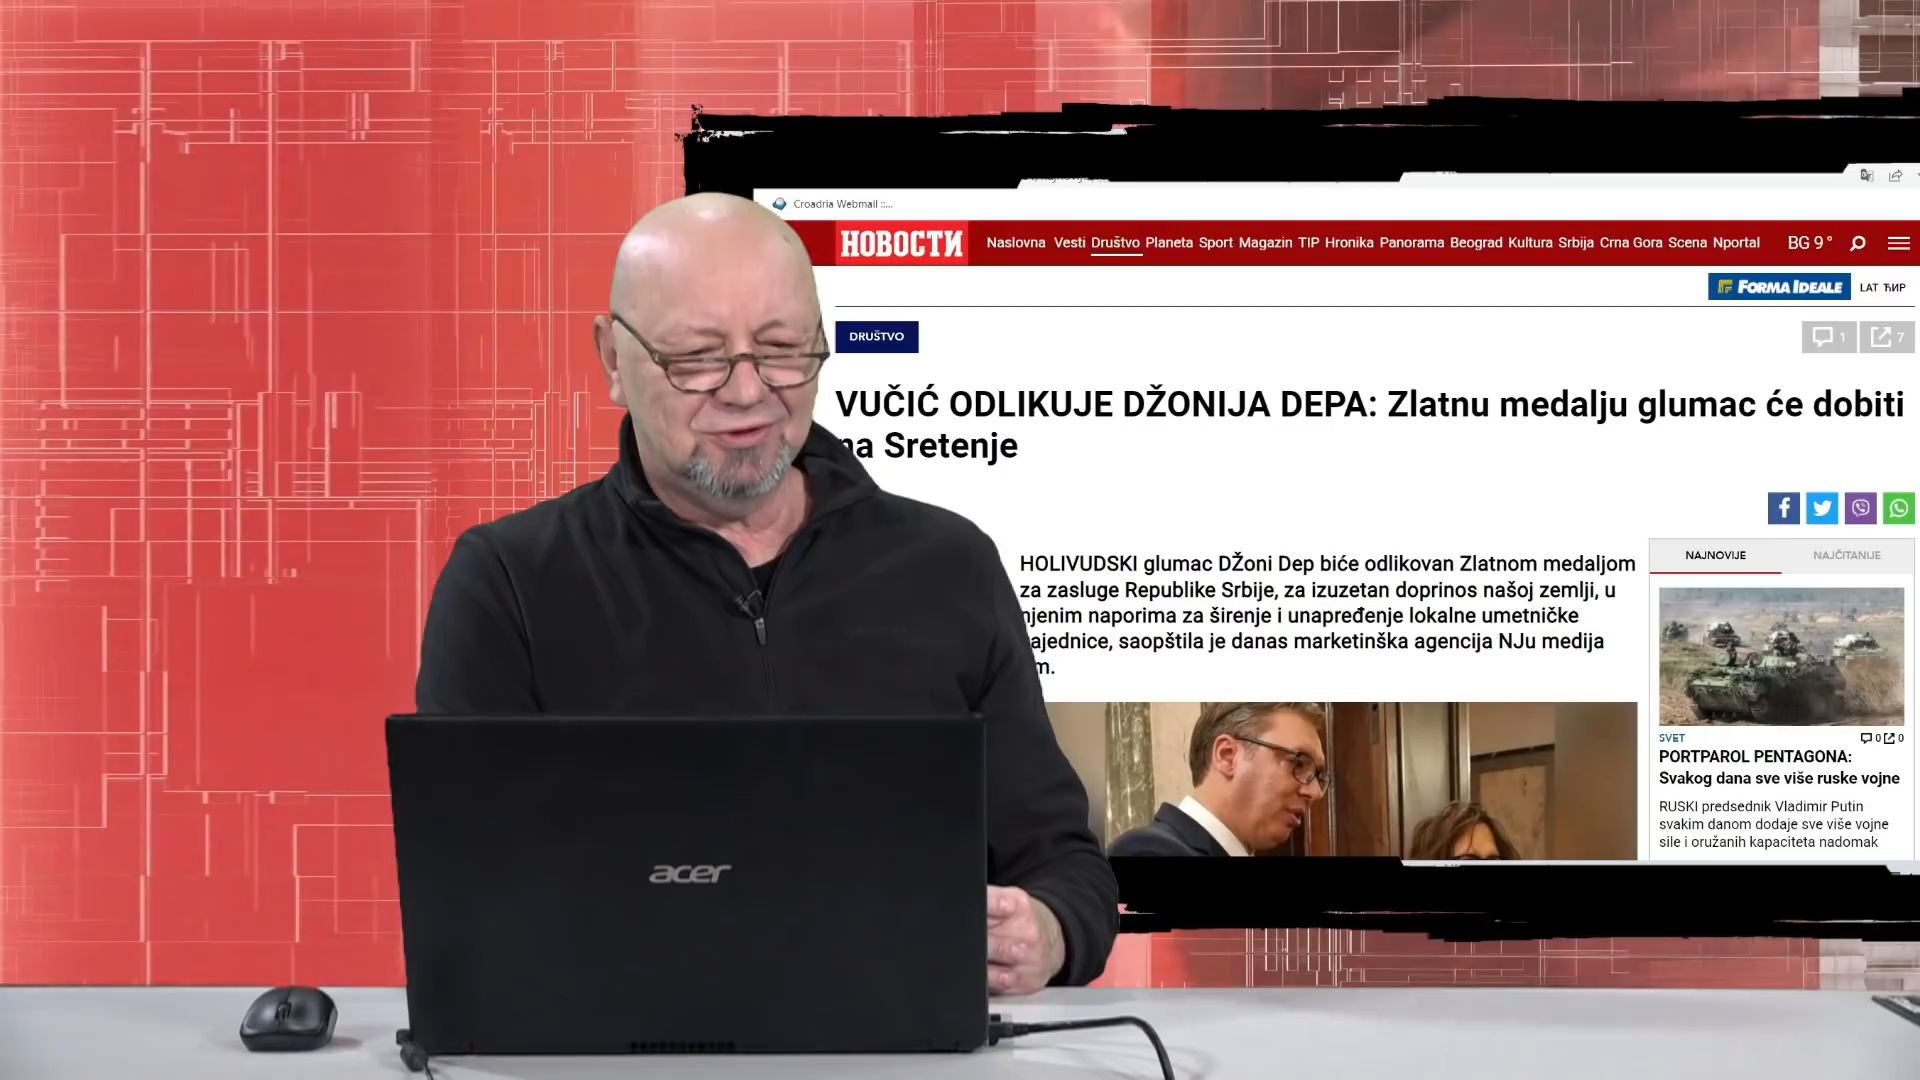 Croadria Webmail ::...
НОВОСТИ
Naslovna Vesti Društvo Planeta Sport Magazin TIP Hronika Panorama Beograd Kultura Srbija Crna Gora Scena Nportal
BG 9°
FORMA IDEALE
LAT ЋИР
DRUŠTVO
1
7
VUČIĆ ODLIKUJE DŽONIJA DEPA: Zlatnu medalju glumac će dobiti
na Sretenje
HOLIVUDSKI glumac DŽoni Dep biće odlikovan Zlatnom medaljom
za zasluge Republike Srbije, za izuzetan doprinos našoj zemlji, u
njenim naporima za širenje i unapređenje lokalne umetničke
ajednice, saopštila je danas marketinška agencija NJu medija
m.
NAJNOVIJE
NAJČITANIJE
SVET
0 0
PORTPAROL PENTAGONA:
Svakog dana sve više ruske vojne
RUSKI predsednik Vladimir Putin
svakim danom dodaje sve više vojne
sile i oružanih kapaciteta nadomak
acer